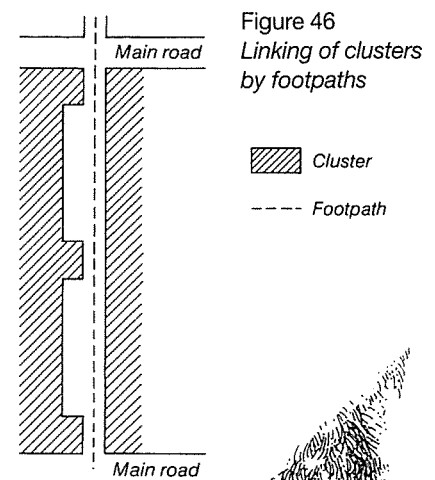 Figure 46
Linking of clusters
by footpaths
Main road
Cluster
Footpath
Main road